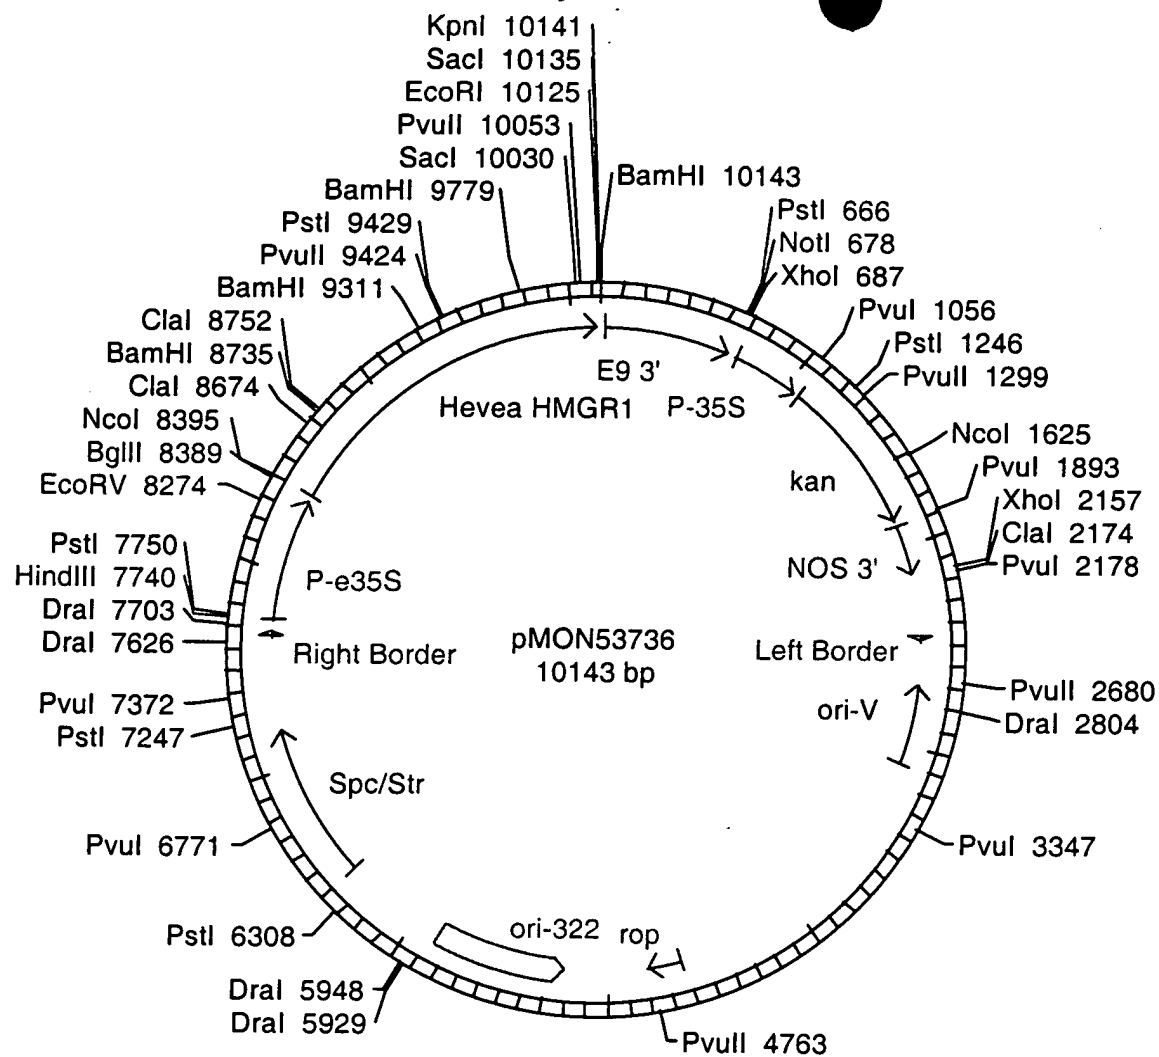 KpnI 10141
SacI 10135
EcoRI 10125
PvuII 10053
SacI 10030
BamHI 9779
PstI 9429
PvuII 9424
BamHI 9311
ClaI 8752
BamHI 8735
ClaI 8674
NcoI 8395
BglII 8389
EcoRV 8274
PstI 7750
HindIII 7740
DraI 7703
DraI 7626
PvuI 7372
PstI 7247
PvuI 6771
PstI 6308
DraI 5948
DraI 5929
BamHI 10143
PstI 666
NotI 678
XhoI 687
PvuI 1056
PstI 1246
PvuII 1299
NcoI 1625
PvuI 1893
XhoI 2157
ClaI 2174
PvuI 2178
PvuII 2680
DraI 2804
PvuI 3347
PvuII 4763
E9 3'
Hevea HMGR1
P-35S
kan
NOS 3'
P-e35S
Right Border
pMON53736
10143 bp
Left Border
ori-V
Spc/Str
ori-322
rop